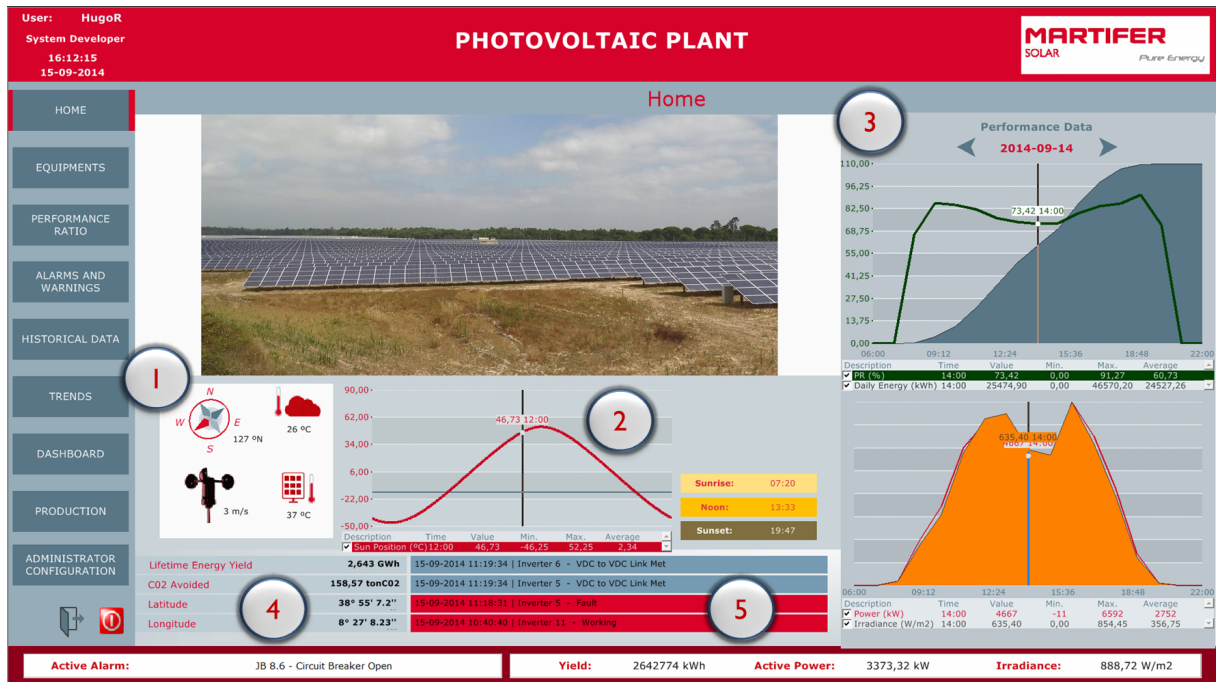 User: HugoR
System Developer
16:12:15
15-09-2014
PHOTOVOLTAIC PLANT
MARTIFER
SOLAR
Pure Energy
HOME
EQUIPMENTS
PERFORMANCE
RATIO
ALARMS AND
WARNINGS
HISTORICAL DATA
TRENDS
DASHBOARD
PRODUCTION
ADMINISTRATOR
CONFIGURATION
Home
1
N
W E
S
127 ºN
26 ºC
3 m/s
37 ºC
2
90,00
62,00
34,00
6,00
-22,00
-50,00
46,73 12:00
Description Time Value Min. Max. Average
Sun Position (ºC) 12:00 46,73 -46,25 52,25 2,34
Sunrise: 07:20
Noon: 13:33
Sunset: 19:47
3
Performance Data
2014-09-14
110,00
96,25
82,50
68,75
55,00
41,25
27,50
13,75
0,00
73,42 14:00
06:00 09:12 12:24 15:36 18:48 22:00
Description Time Value Min. Max. Average
PR (%) 14:00 73,42 0,00 91,27 60,73
Daily Energy (kWh) 14:00 25474,90 0,00 46570,20 24527,26
635,40 14:00
4667 14:00
06:00 09:12 12:24 15:36 18:48 22:00
Description Time Value Min. Max. Average
Power (kW) 14:00 4667 -11 6592 2752
Irradiance (W/m2) 14:00 635,40 0,00 854,45 356,75
4
Lifetime Energy Yield 2,643 GWh
C02 Avoided 158,57 tonC02
Latitude 38° 55' 7.2''
Longitude 8° 27' 8.23''
5
15-09-2014 11:19:34 | Inverter 6 - VDC to VDC Link Met
15-09-2014 11:19:34 | Inverter 5 - VDC to VDC Link Met
15-09-2014 11:18:31 | Inverter 5 - Fault
15-09-2014 10:40:40 | Inverter 11 - Working
Active Alarm: JB 8.6 - Circuit Breaker Open
Yield: 2642774 kWh Active Power: 3373,32 kW Irradiance: 888,72 W/m2